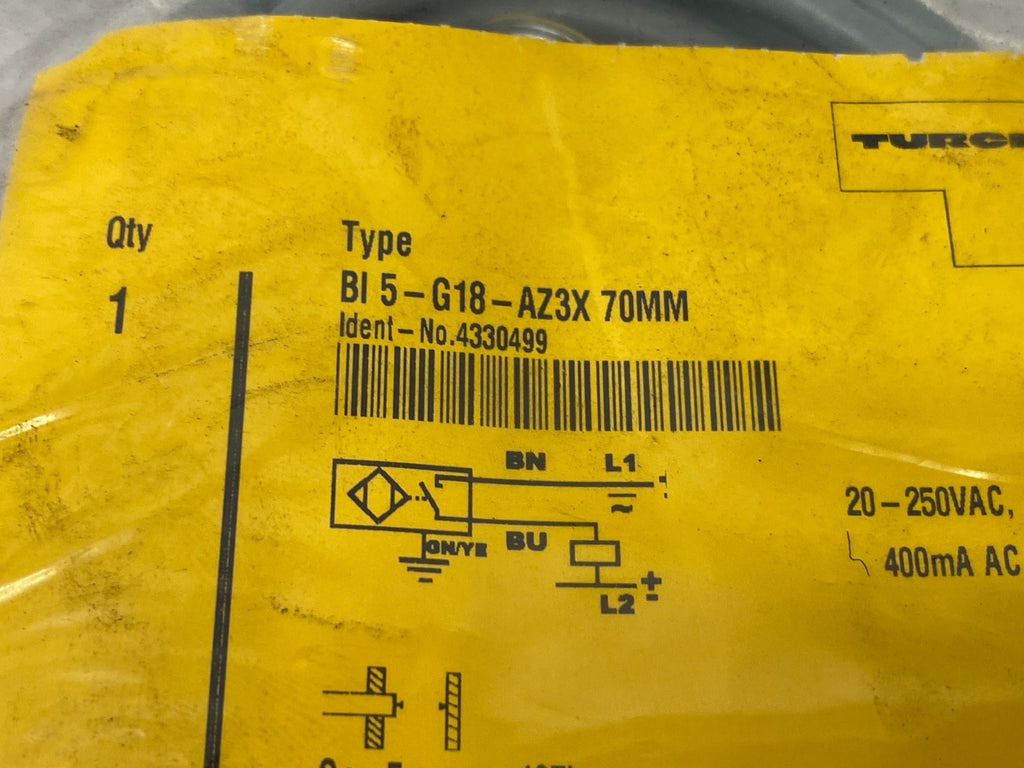 TURCK
Qty
Type
1
BI 5-G18-AZ3X 70MM
Ident-No.4330499
BN
L1
20-250VAC,
GN/YE
BU
400mA AC
L2